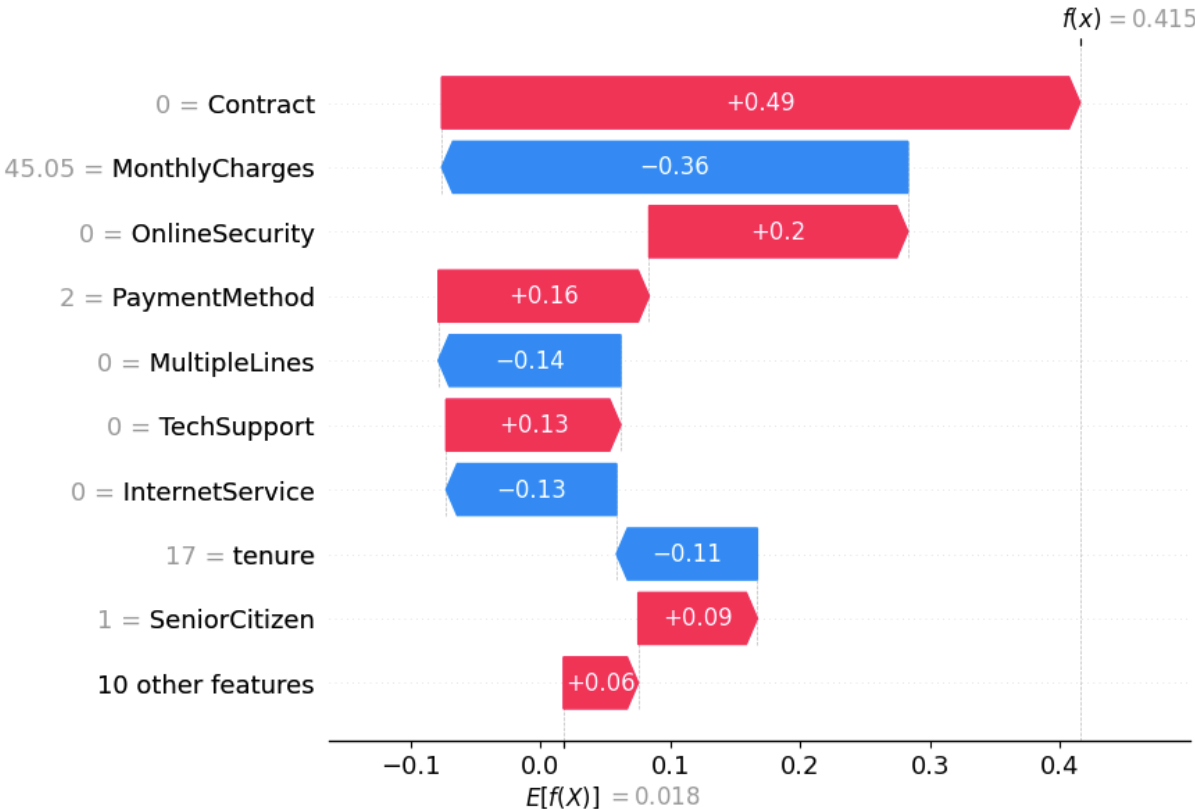 f(x) = 0.415
0 = Contract
+0.49
45.05 = MonthlyCharges
−0.36
0 = OnlineSecurity
+0.2
2 = PaymentMethod
+0.16
0 = MultipleLines
−0.14
0 = TechSupport
+0.13
0 = InternetService
−0.13
17 = tenure
−0.11
1 = SeniorCitizen
+0.09
10 other features
+0.06
−0.1 0.0 0.1 0.2 0.3 0.4
E[f(X)] = 0.018